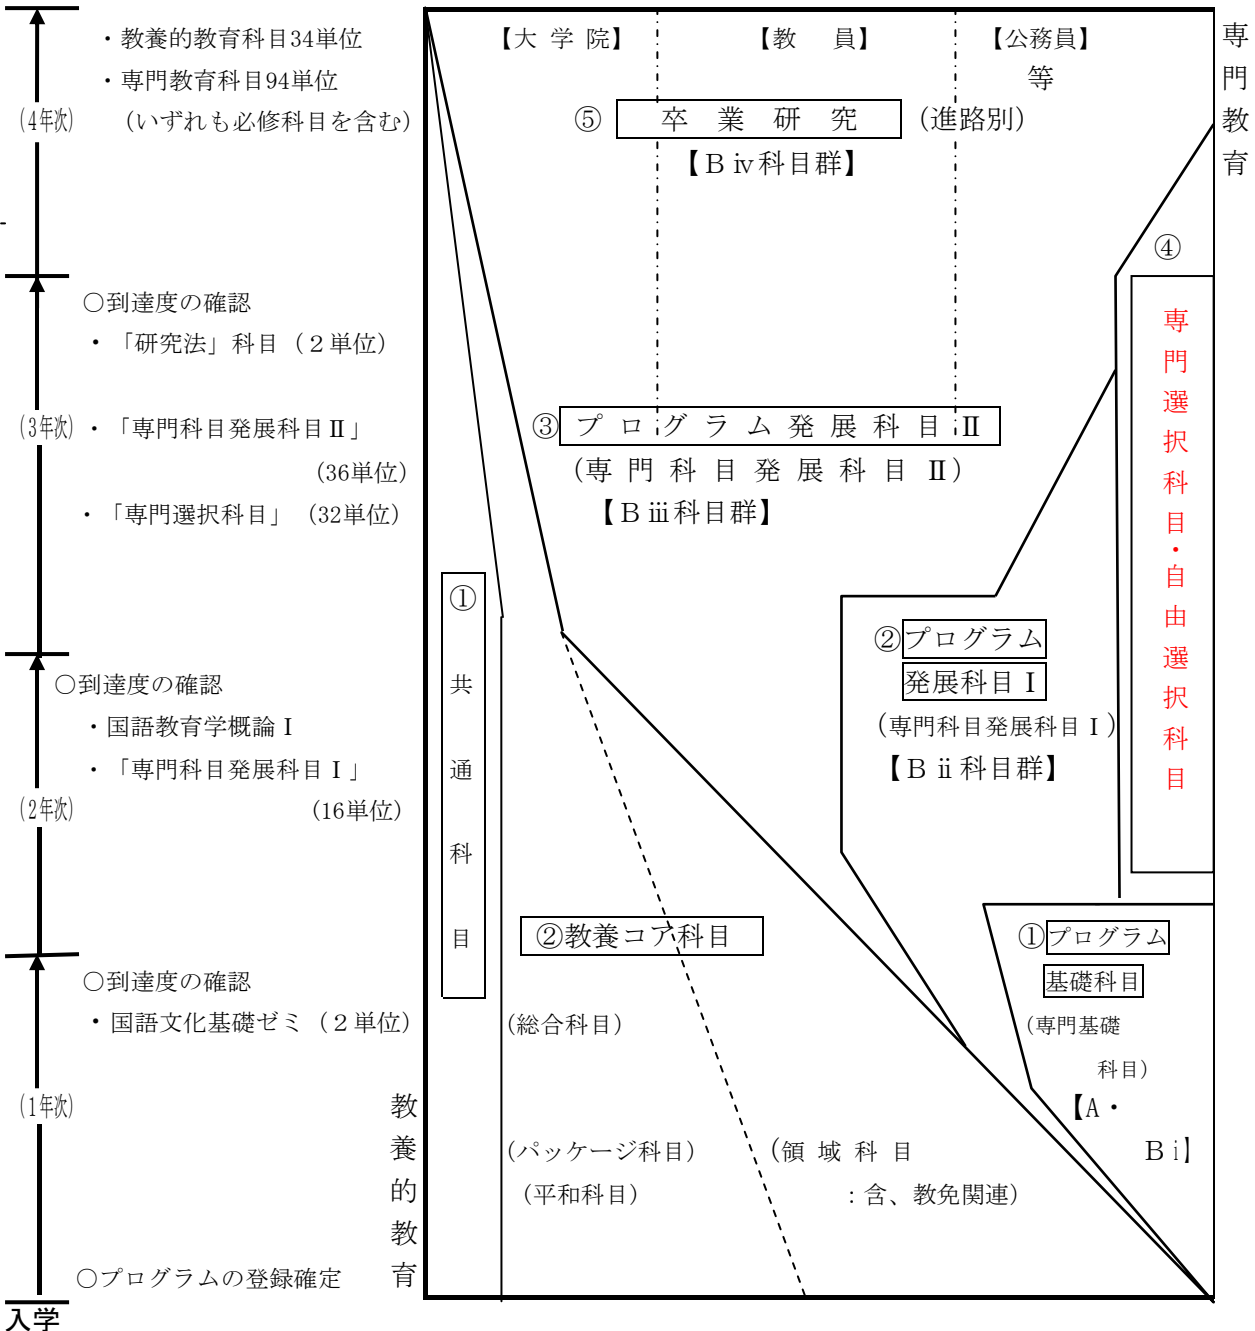 ・教養的教育科目34単位
・専門教育科目94単位
(いずれも必修科目を含む)
(4年次)
【大 学 院】
【教 員】
【公務員】
等
⑤ 卒 業 研 究 (進路別)
【Ｂⅳ科目群】
専門教育
④
専門選択科目・自由選択科目
○到達度の確認
・「研究法」科目（２単位）
(3年次)
・「専門科目発展科目Ⅱ」
(36単位)
・「専門選択科目」（32単位）
③プログラム発展科目Ⅱ
(専門科目発展科目Ⅱ)
【Ｂⅲ科目群】
①
共通科目
②プログラム
発展科目Ⅰ
(専門科目発展科目Ⅰ)
【Ｂⅱ科目群】
○到達度の確認
・国語教育学概論Ⅰ
・「専門科目発展科目Ⅰ」
(16単位)
(2年次)
②教養コア科目
①プログラム
基礎科目
(専門基礎
科目)
【A・
Ｂi】
○到達度の確認
・国語文化基礎ゼミ（２単位）
(総合科目)
(1年次)
教養的教育
(パッケージ科目)
(平和科目)
(領 域 科 目
：含、教免関連)
○プログラムの登録確定
入学